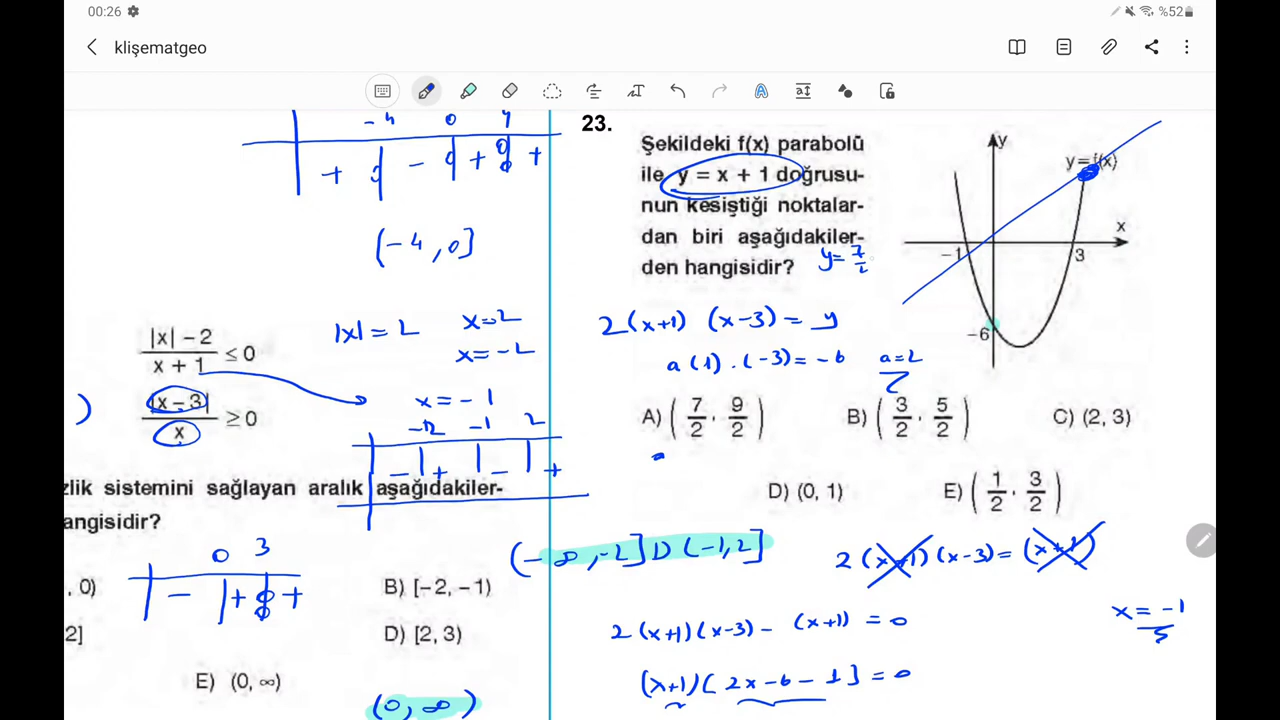 00:26
%52
klişematgeo
-4 0 4
+ - + +
(-4, 0]
|x| - 2
x + 1
≤ 0
|x - 3|
x
≥ 0
|x| = 2 x=2
x=-2
x = -1
-1 2
- + - +
zlik sistemini sağlayan aralık aşağıdakiler-
angisidir?
0 3
- + +
, 0)
B) [-2, -1)
2]
D) [2, 3)
E) (0, ∞)
(0, ∞)
23.
Şekildeki f(x) parabolü
ile y = x + 1 doğrusu-
nun kesiştiği noktalar-
dan biri aşağıdakiler-
den hangisidir?
y = 7/2
y
y = f(x)
x
-1
3
-6
2(x+1) (x-3) = y
a(1) . (-3) = -6 a=2
A) (7/2, 9/2) B) (3/2, 5/2) C) (2, 3)
D) (0, 1) E) (1/2, 3/2)
(-∞, -2] (-1, 2]
2(x+1)(x-3) = (x+1)
x = -1
2(x+1)(x-3) - (x+1) = 0
(x+1)[2x-6-1] = 0